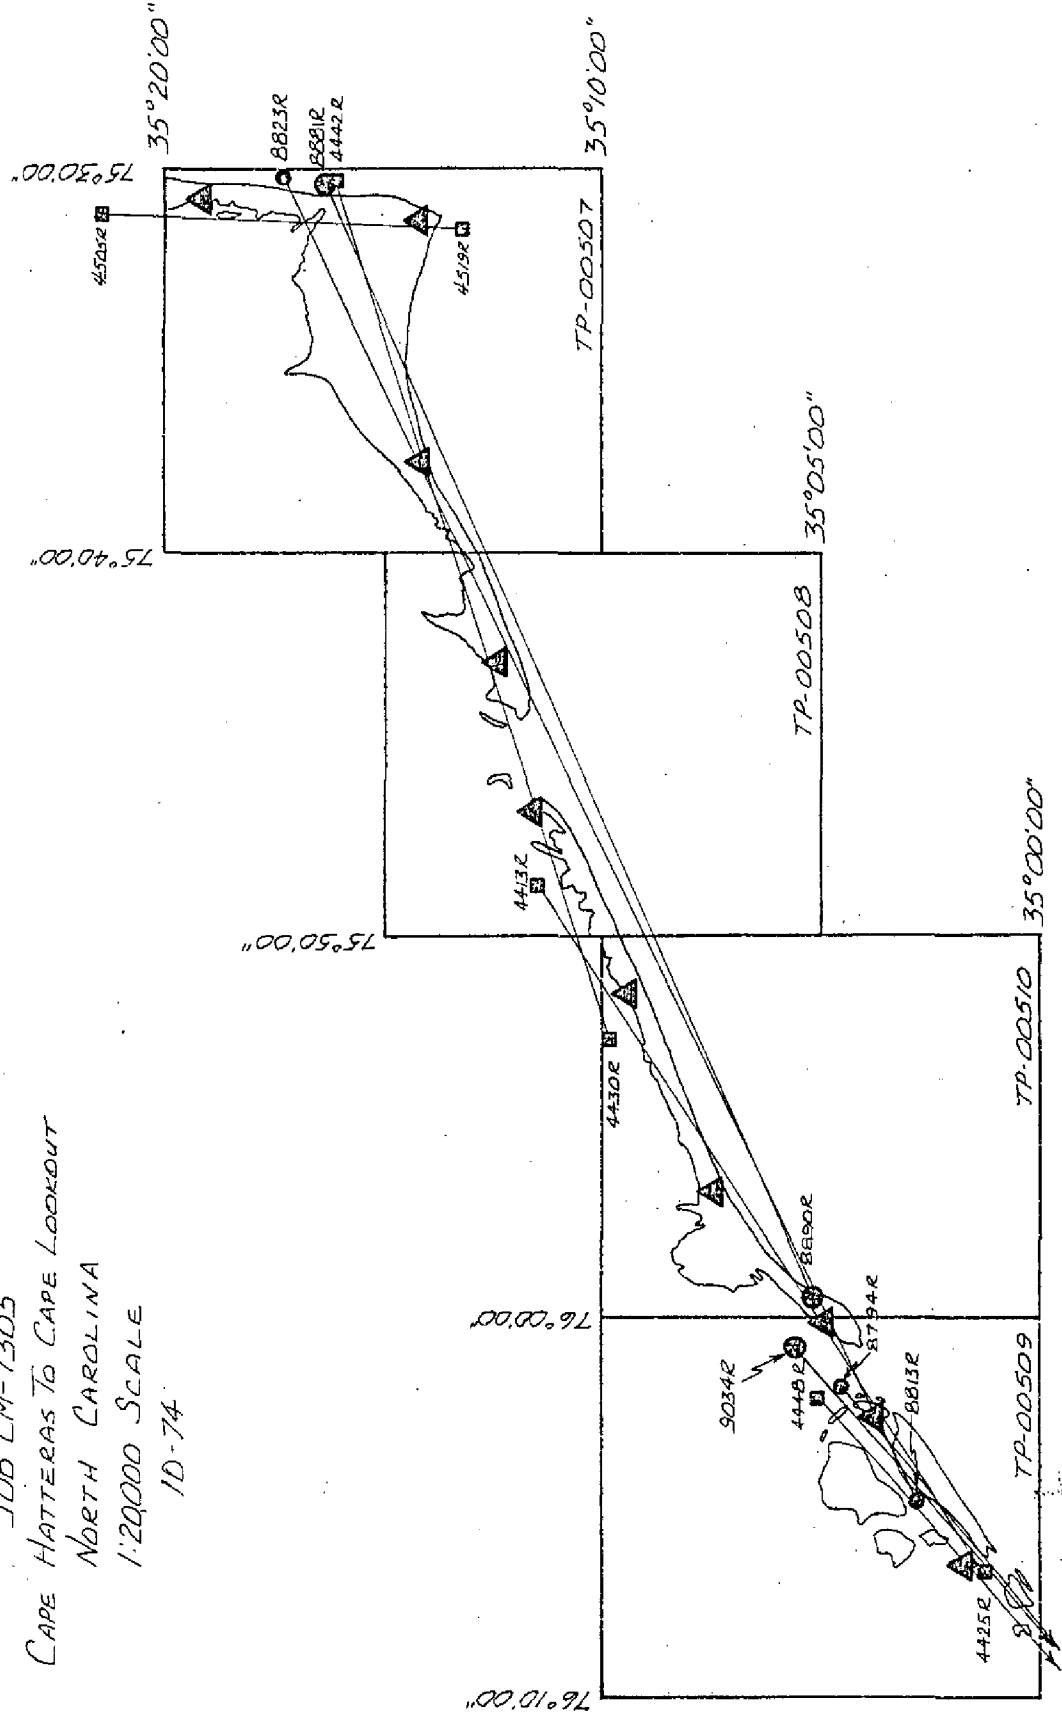 JOB CM-7305
CAPE HATTERAS TO CAPE LOOKOUT
NORTH CAROLINA
1:20,000 SCALE
10-74
35°20'00"
75°30'00"
4505R
8823R
8881R
4442R
4519R
35°10'00"
TP-00507
75°40'00"
35°05'00"
TP-00508
4413R
75°50'00"
35°00'00"
4430R
TP-00510
8890R
76°00'00"
8794R
9034R
4448R
8813R
TP-00509
4425R
76°10'00"